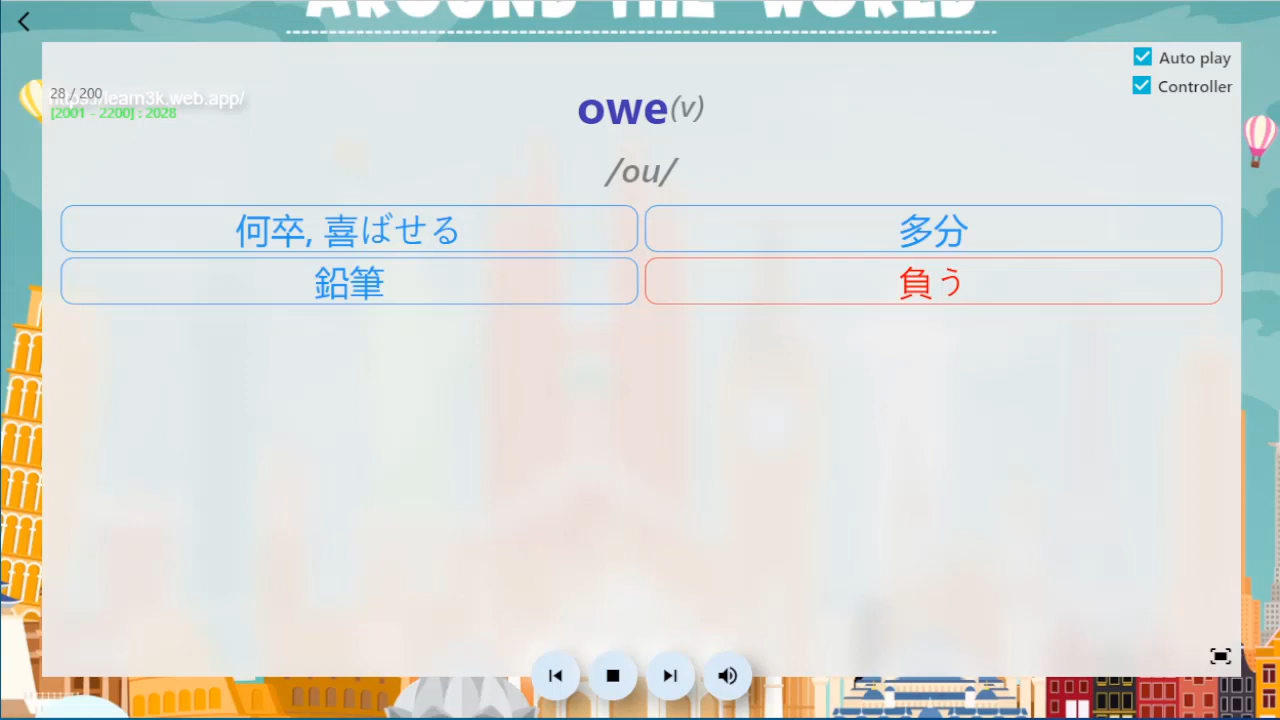 AROUND THE WORLD
Auto play
28 / 200
https://learn3k.web.app/
Controller
[2001 - 2200] : 2028
owe(v)
/ou/
何卒, 喜ばせる
多分
鉛筆
負う